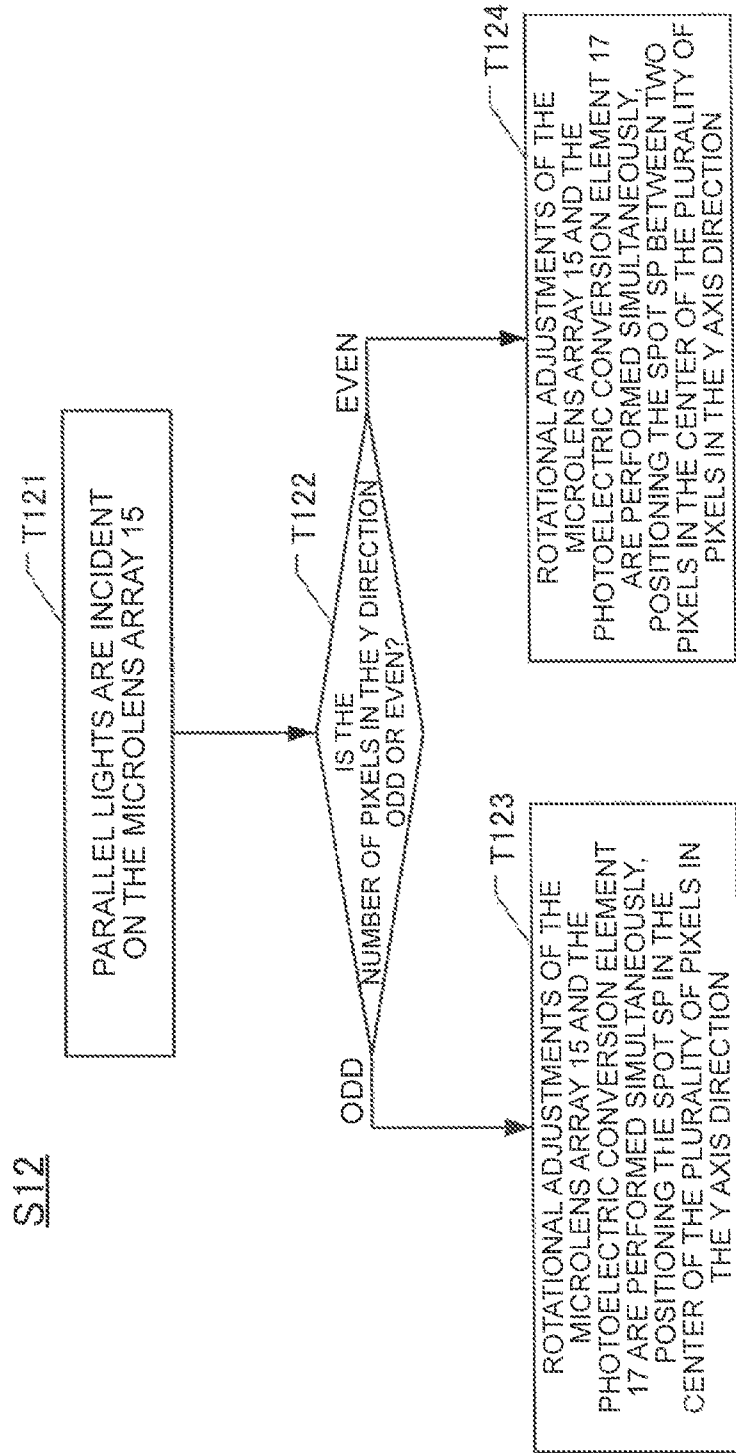 S12
T121
PARALLEL LIGHTS ARE INCIDENT
ON THE MICROLENS ARRAY 15
T122
IS THE
NUMBER OF PIXELS IN THE Y DIRECTION
ODD OR EVEN?
ODD
EVEN
T123
ROTATIONAL ADJUSTMENTS OF THE
MICROLENS ARRAY 15 AND THE
PHOTOELECTRIC CONVERSION ELEMENT
17 ARE PERFORMED SIMULTANEOUSLY,
POSITIONING THE SPOT SP IN THE
CENTER OF THE PLURALITY OF PIXELS IN
THE Y AXIS DIRECTION
T124
ROTATIONAL ADJUSTMENTS OF THE
MICROLENS ARRAY 15 AND THE
PHOTOELECTRIC CONVERSION ELEMENT 17
ARE PERFORMED SIMULTANEOUSLY,
POSITIONING THE SPOT SP BETWEEN TWO
PIXELS IN THE CENTER OF THE PLURALITY OF
PIXELS IN THE Y AXIS DIRECTION